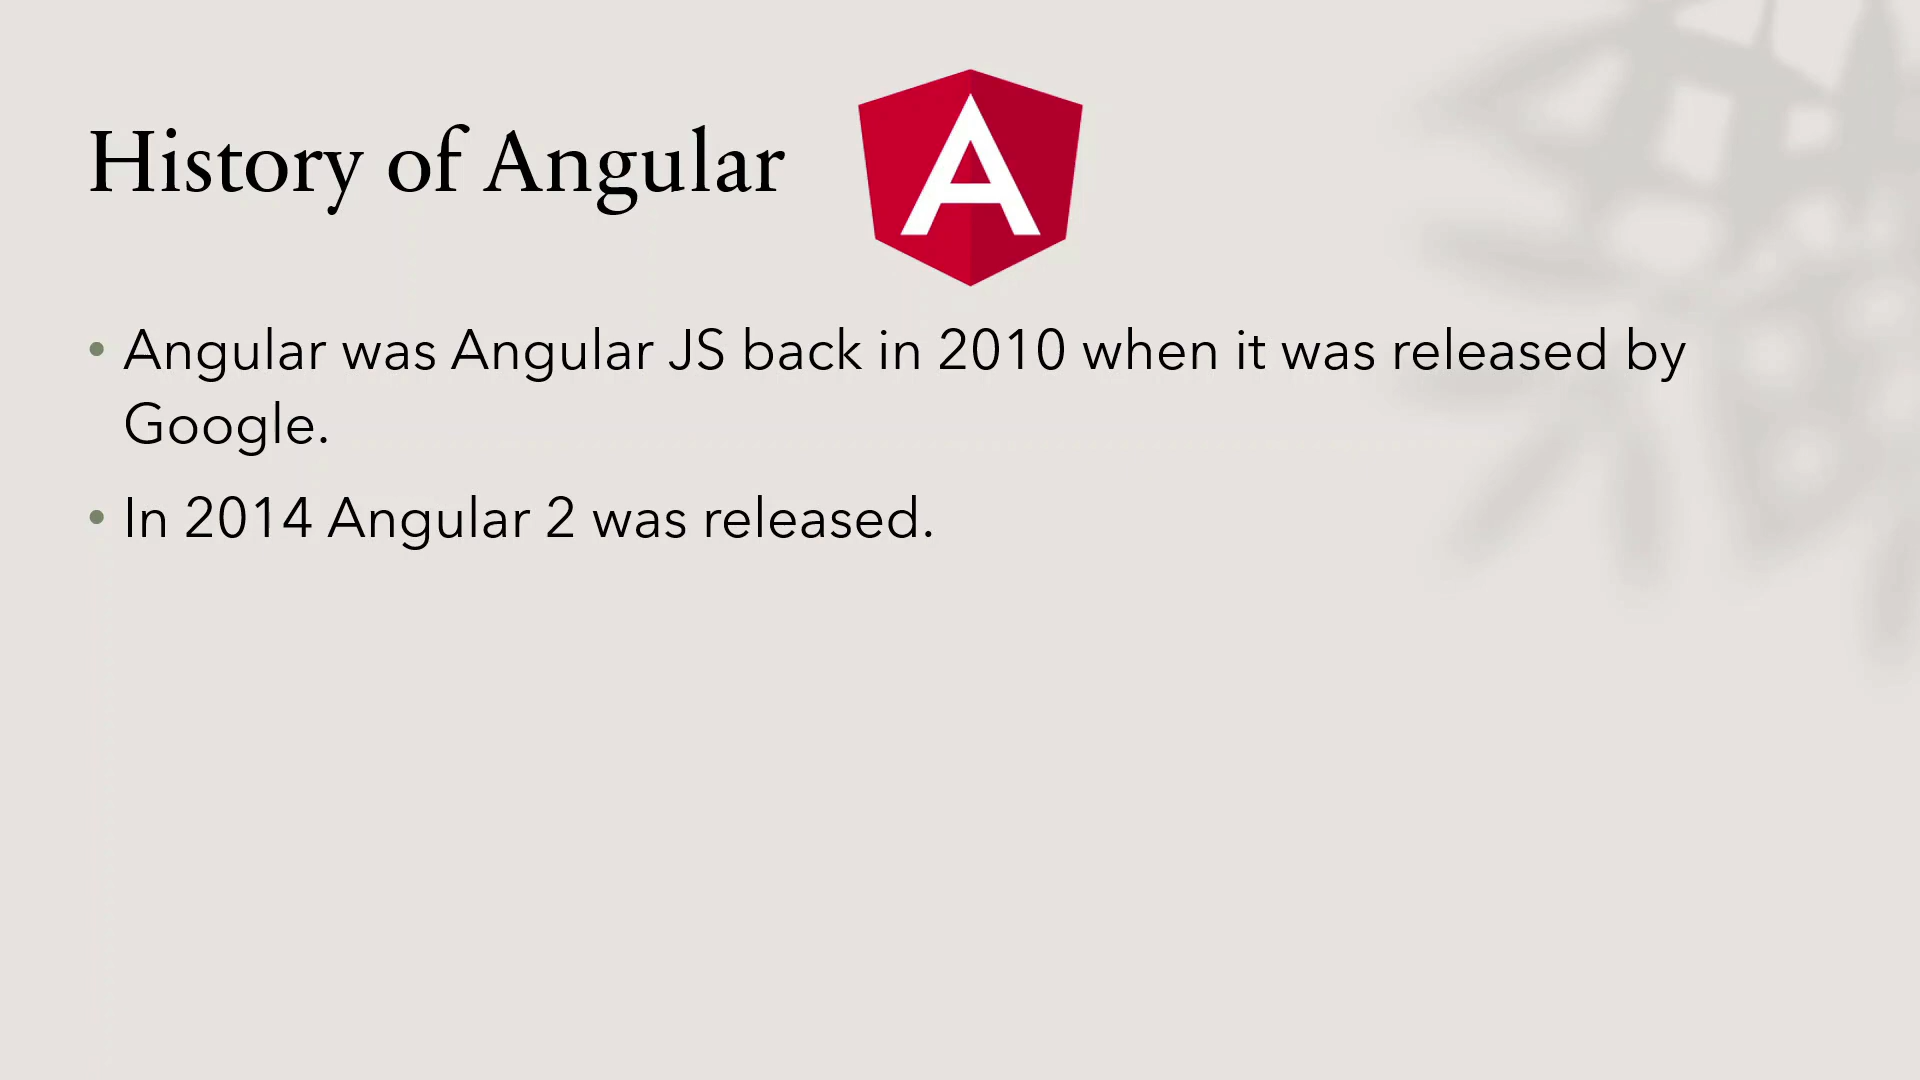 History of Angular
• Angular was Angular JS back in 2010 when it was released by
Google.
• In 2014 Angular 2 was released.